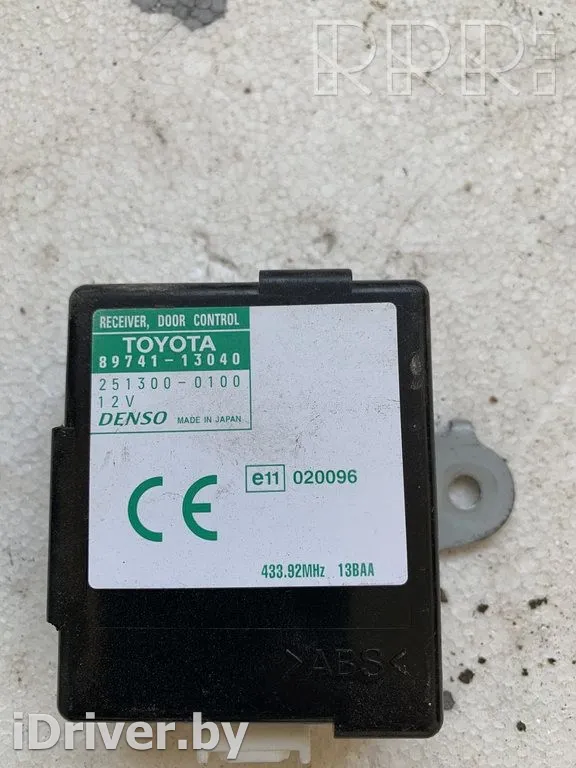 RRR.LT
RECEIVER, DOOR CONTROL
TOYOTA
89741-13040
251300-0100
12V
DENSO MADE IN JAPAN
CE e11 020096
433.92MHz 13BAA
>ABS<
iDriver.by